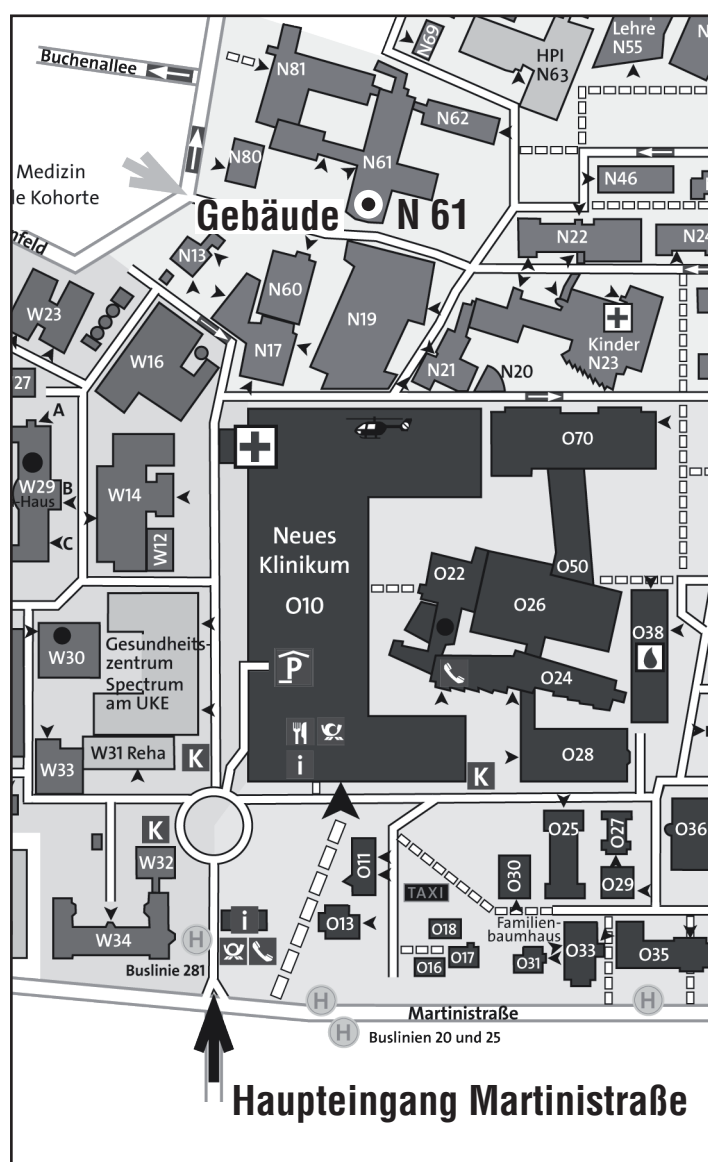 Buchenallee
N81
N69
HPI
N63
Lehre
N55
N62
N80
N61
N46
Medizin
le Kohorte
Gebäude N 61
nfeld
N13
N22
N24
W23
N60
N19
N17
W16
Kinder
N23
N21
N20
27
A
W29
-Haus
B
C
W14
W12
O70
Neues
Klinikum
O10
O22
O50
O26
O38
W30
Gesundheits-
zentrum
Spectrum
am UKE
P
O24
W31 Reha
W33
K
i
K
O28
K
W32
O11
O25
O27
O36
O30
O29
TAXI
W34
H
i
O13
O18
O17
O16
Familien-
baumhaus
O31
O33
O35
Buslinie 281
H
H
H
Martinistraße
Buslinien 20 und 25
Haupteingang Martinistraße